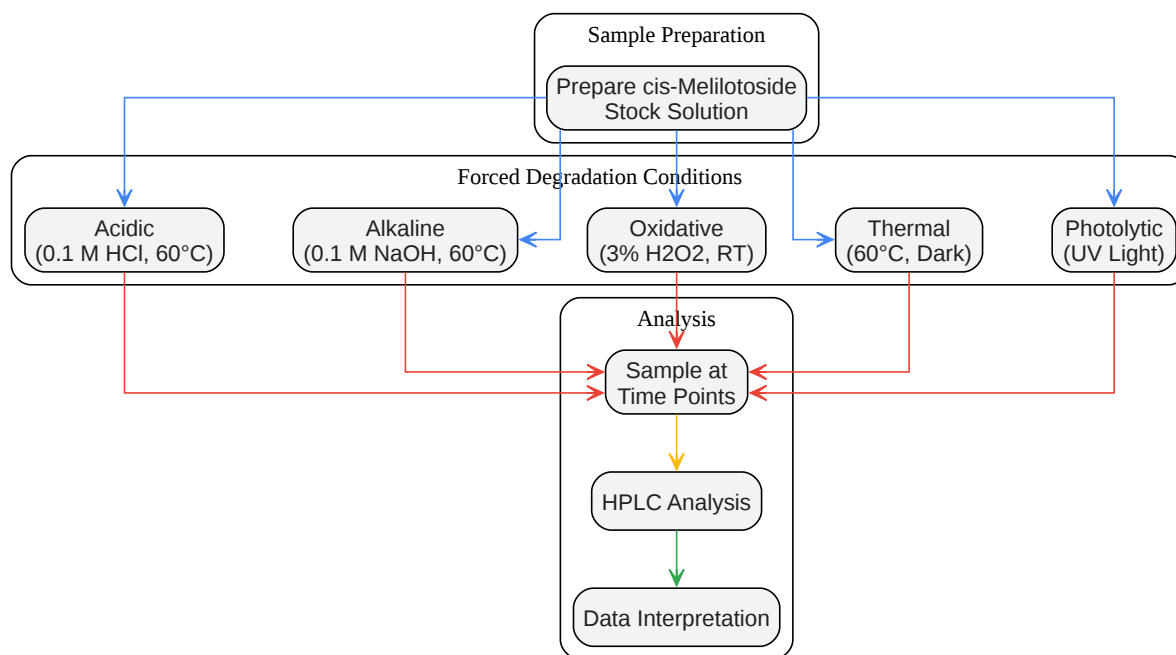 Sample Preparation
Prepare cis-Melilotoside
Stock Solution
Forced Degradation Conditions
Acidic
(0.1 M HCl, 60°C)
Alkaline
(0.1 M NaOH, 60°C)
Oxidative
(3% H2O2, RT)
Thermal
(60°C, Dark)
Photolytic
(UV Light)
Analysis
Sample at
Time Points
HPLC Analysis
Data Interpretation